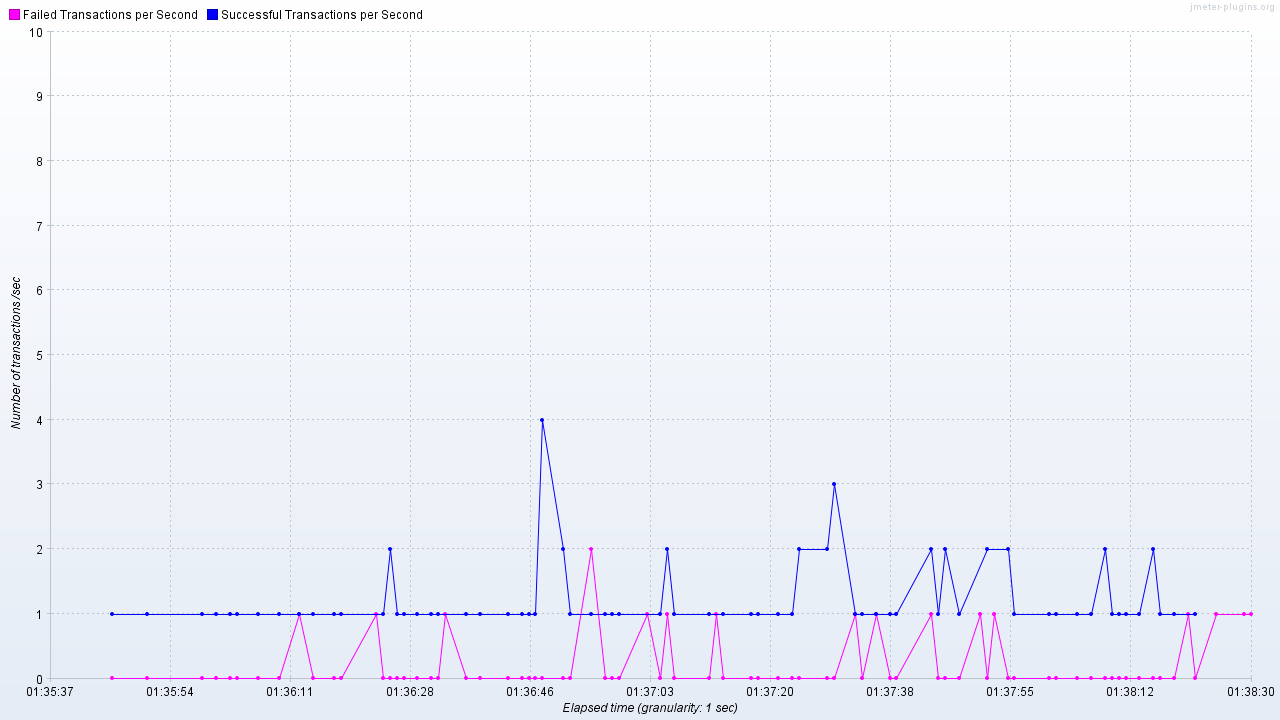 Failed Transactions per Second Successful Transactions per Second
jmeter-plugins.org
10
9
8
7
6
5
4
3
2
1
0
Number of transactions /sec
01:35:37 01:35:54 01:36:11 01:36:28 01:36:46 01:37:03 01:37:20 01:37:38 01:37:55 01:38:12 01:38:30
Elapsed time (granularity: 1 sec)